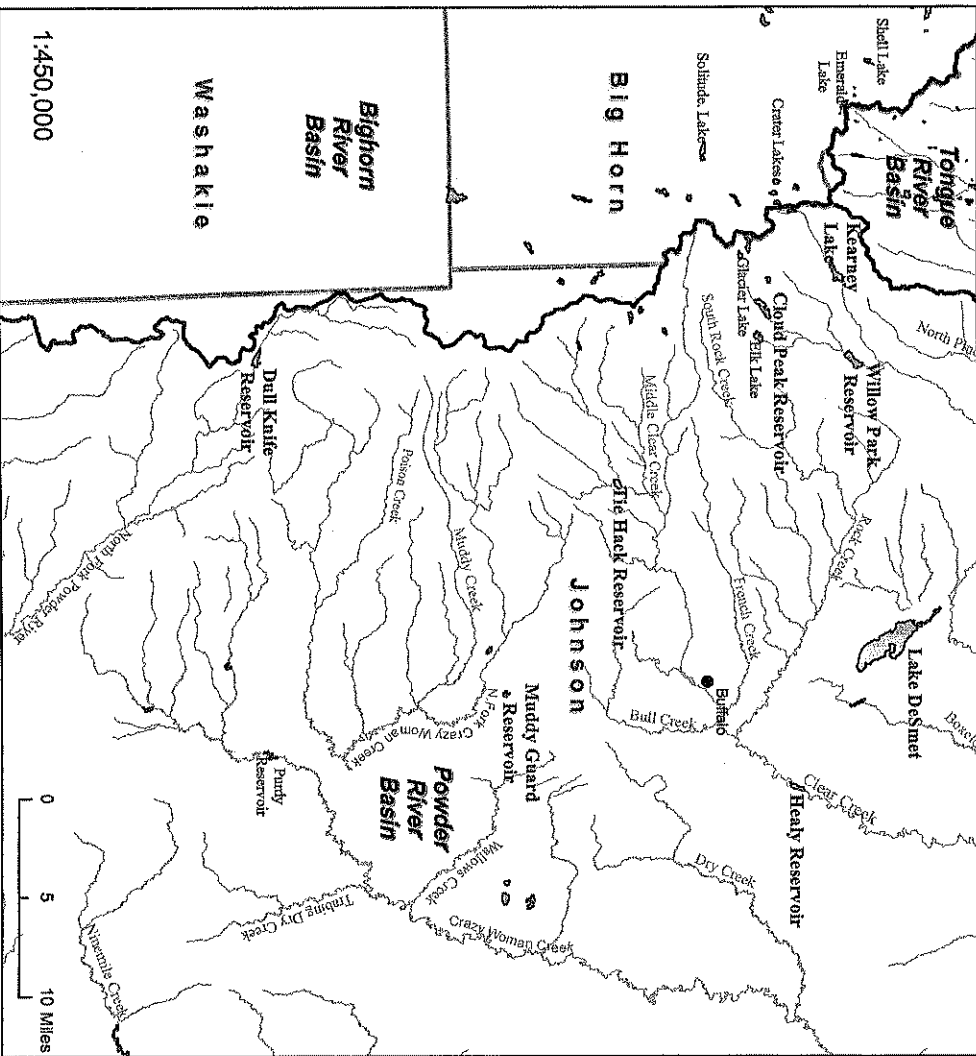 Tongue
River
Basin
Shell Lake
Emerald
Lake
Kearney
Lake
North
Willow Park
Reservoir
Rock Creek
Lake DeSmet
Clear Creek
Healy Reservoir
Crater Lakes
Cloud Peak Reservoir
Elk Lake
Glacier Lake
Solitude, Lake
South Rock Creek
French Creek
Buffalo
Dry Creek
Big Horn
Middle Clear Creek
Tie Hack Reservoir
Bull Creek
Johnson
Muddy Guard
Reservoir
Crazy Woman Creek
Wallows Creek
Muddy Creek
N. Fork Crazy Woman Creek
Powder
River
Basin
Poison Creek
Bighorn
River
Basin
Trabing Dry Creek
Dull Knife
Reservoir
Purdy
Reservoir
Washakie
North Fork Powder River
Ninemile Creek
1:450,000
0 5 10 Miles